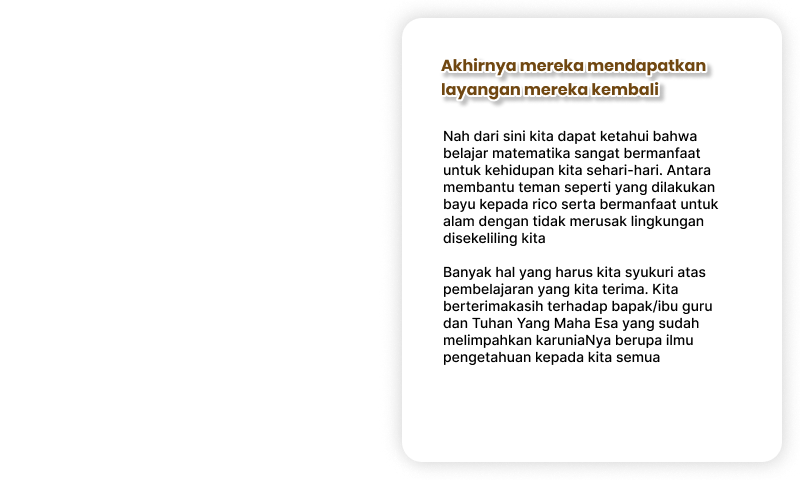 Akhirnya mereka mendapatkan
layangan mereka kembali
Nah dari sini kita dapat ketahui bahwa
belajar matematika sangat bermanfaat
untuk kehidupan kita sehari-hari. Antara
membantu teman seperti yang dilakukan
bayu kepada rico serta bermanfaat untuk
alam dengan tidak merusak lingkungan
disekeliling kita
Banyak hal yang harus kita syukuri atas
pembelajaran yang kita terima. Kita
berterimakasih terhadap bapak/ibu guru
dan Tuhan Yang Maha Esa yang sudah
melimpahkan karuniaNya berupa ilmu
pengetahuan kepada kita semua